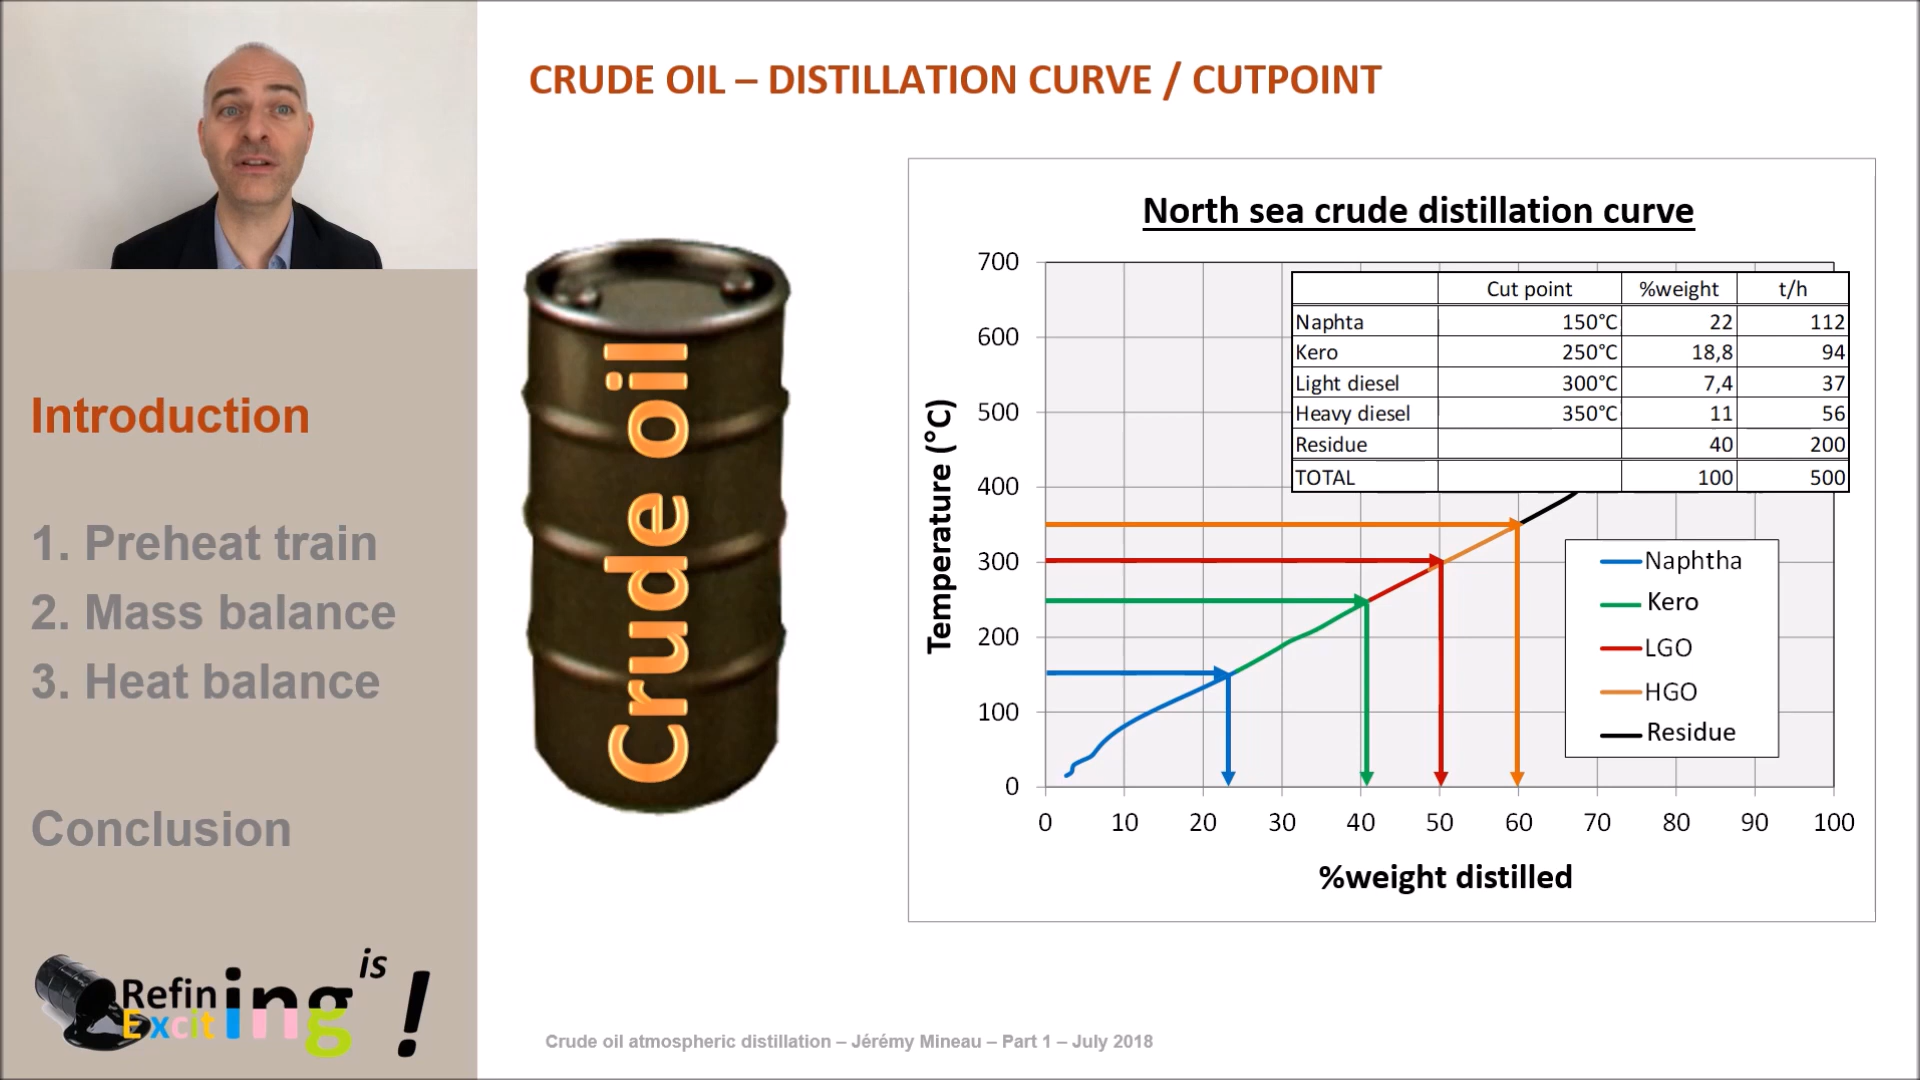 CRUDE OIL – DISTILLATION CURVE / CUTPOINT
Introduction
1. Preheat train
2. Mass balance
3. Heat balance
Conclusion
Refining is
Exciting !
Crude oil
North sea crude distillation curve
Temperature (°C)
700
600
500
400
300
200
100
0
0 10 20 30 40 50 60 70 80 90 100
%weight distilled
Cut point %weight t/h
Naphta 150°C 22 112
Kero 250°C 18,8 94
Light diesel 300°C 7,4 37
Heavy diesel 350°C 11 56
Residue 40 200
TOTAL 100 500
Naphtha
Kero
LGO
HGO
Residue
Crude oil atmospheric distillation – Jérémy Mineau – Part 1 – July 2018